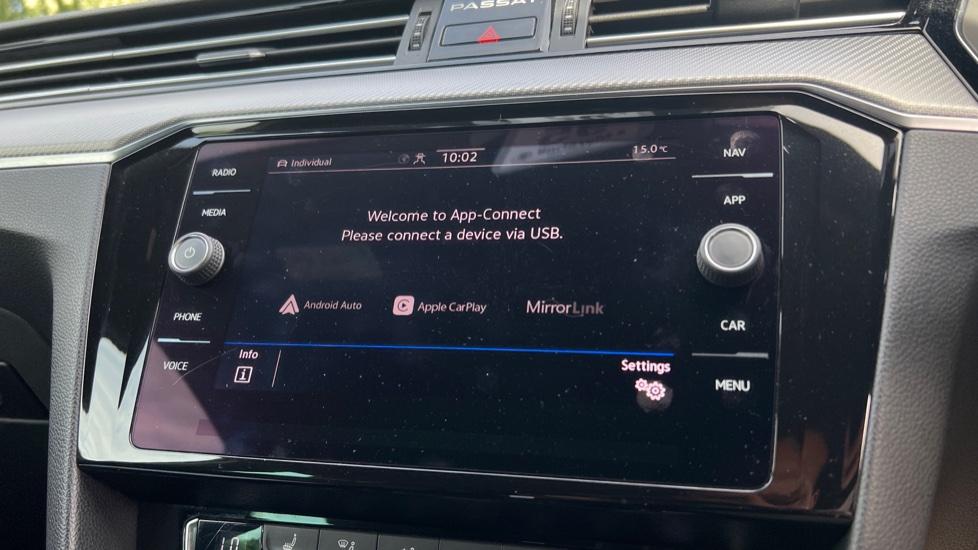 PASSAT
RADIO
MEDIA
PHONE
VOICE
Individual 10:02 15.0 °C
Welcome to App-Connect
Please connect a device via USB.
Android Auto Apple CarPlay MirrorLink
Info Settings
NAV
APP
CAR
MENU